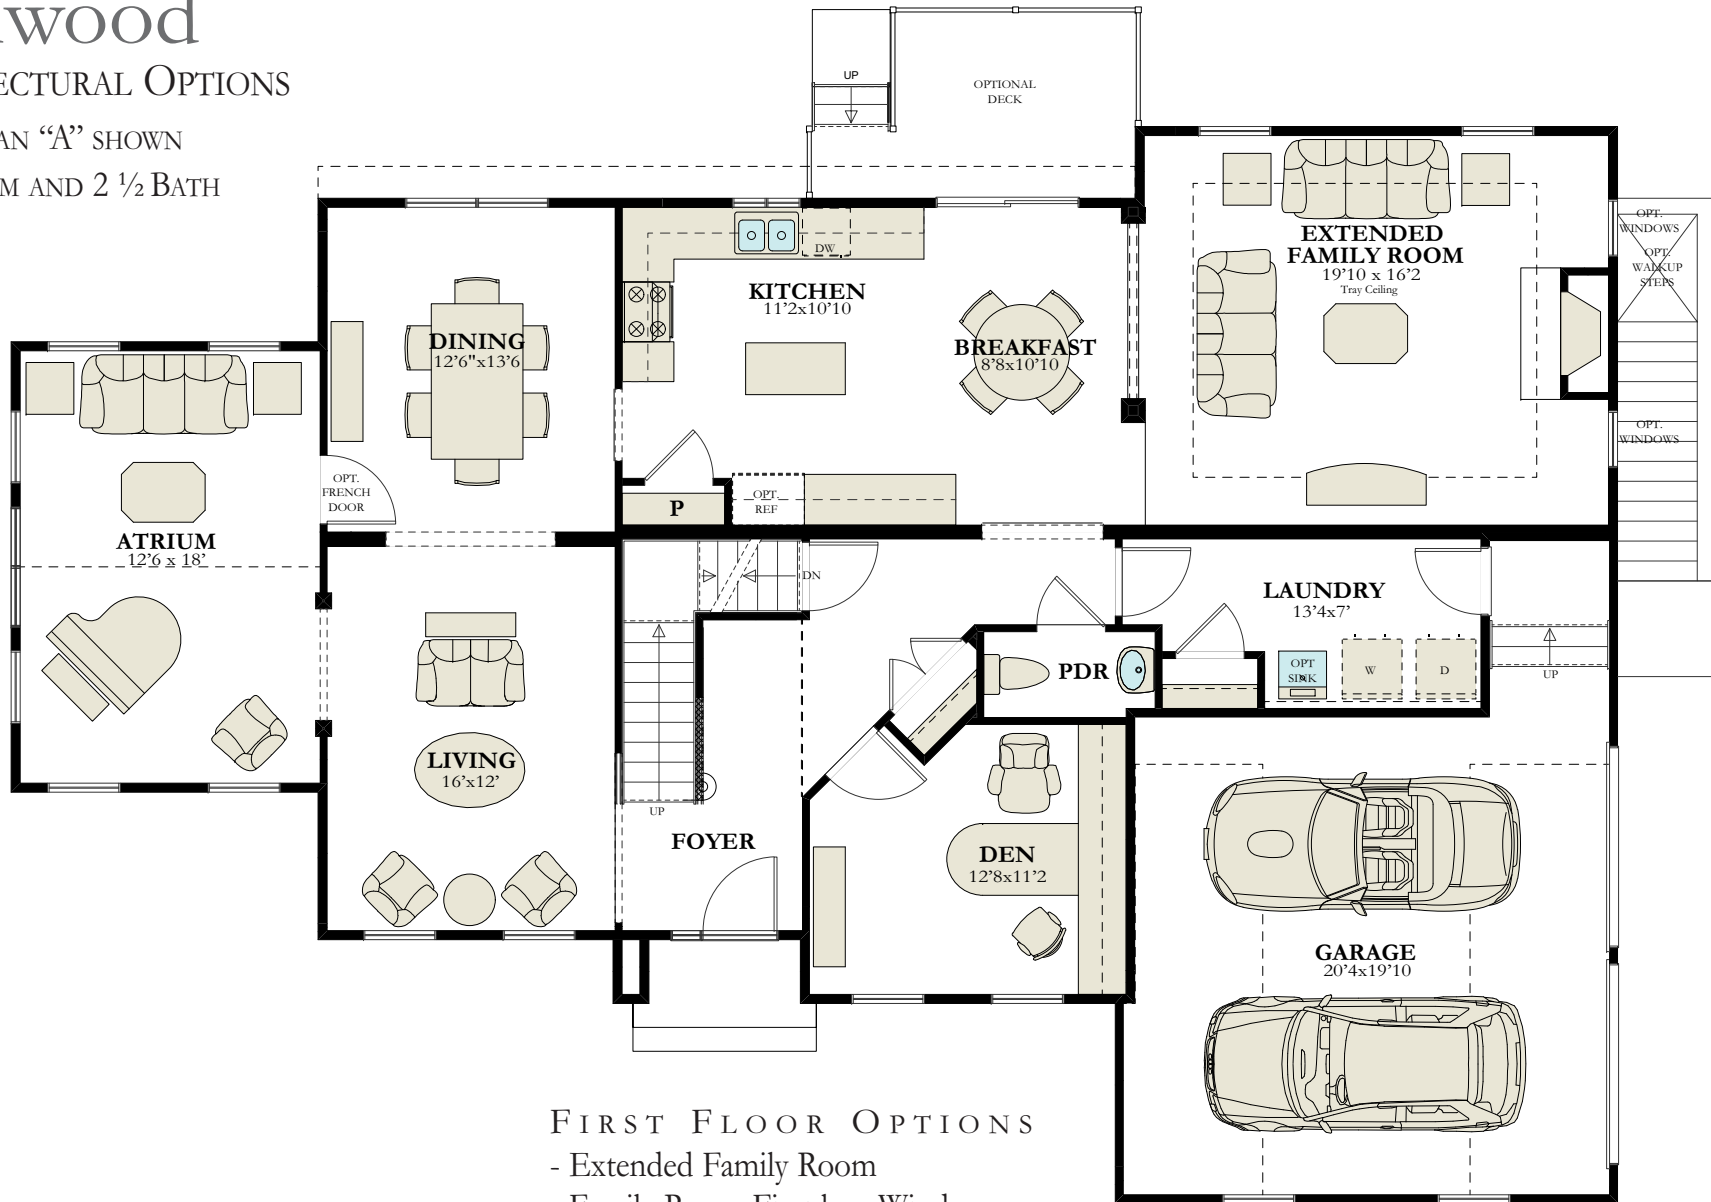 wood
ECTURAL OPTIONS
AN “A” SHOWN
M AND 2 ½ BATH
UP
OPTIONAL
DECK
DW
KITCHEN
11'2x10'10
BREAKFAST
8'8x10'10
EXTENDED
FAMILY ROOM
19'10 x 16'2
Tray Ceiling
OPT.
WINDOWS
OPT.
WALKUP
STEPS
OPT.
WINDOWS
DINING
12'6"x13'6
OPT.
FRENCH
DOOR
P
OPT.
REF
ATRIUM
12'6 x 18'
DN
LAUNDRY
13'4x7'
PDR
OPT
SINK
W
D
UP
LIVING
16'x12'
UP
FOYER
DEN
12'8x11'2
GARAGE
20'4x19'10
FIRST FLOOR OPTIONS
- Extended Family Room